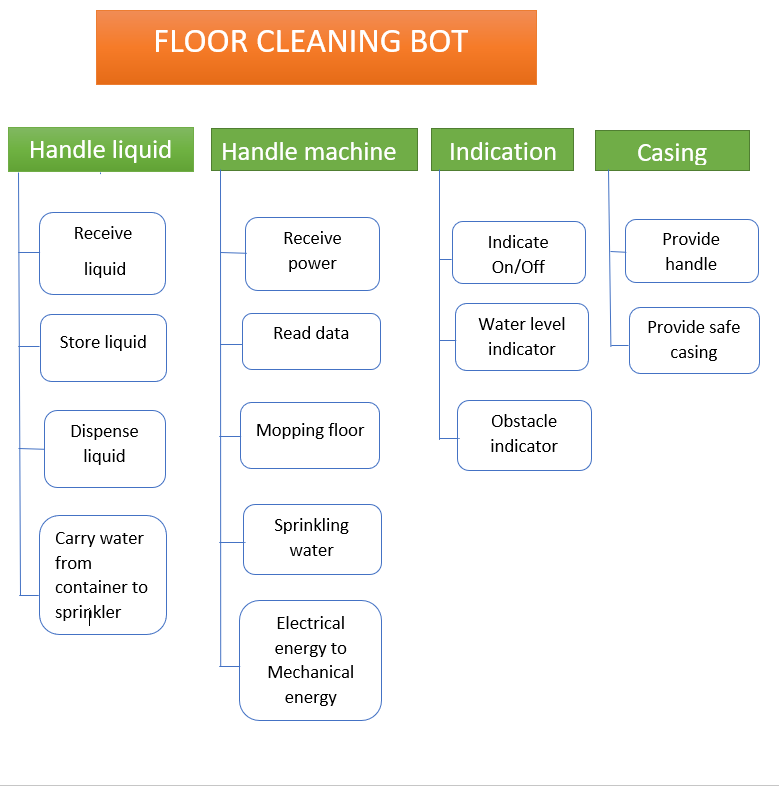 FLOOR CLEANING BOT
Handle liquid
Receive
liquid
Store liquid
Dispense
liquid
Carry water
from
container to
sprinkler
Handle machine
Receive
power
Read data
Mopping floor
Sprinkling
water
Electrical
energy to
Mechanical
energy
Indication
Indicate
On/Off
Water level
indicator
Obstacle
indicator
Casing
Provide
handle
Provide safe
casing